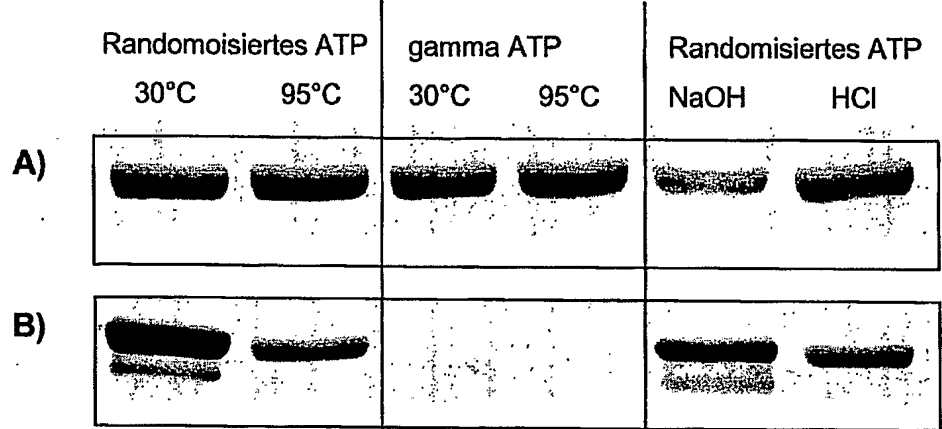 Randomoisiertes ATP gamma ATP Randomisiertes ATP
30°C 95°C 30°C 95°C NaOH HCl
A)
B)